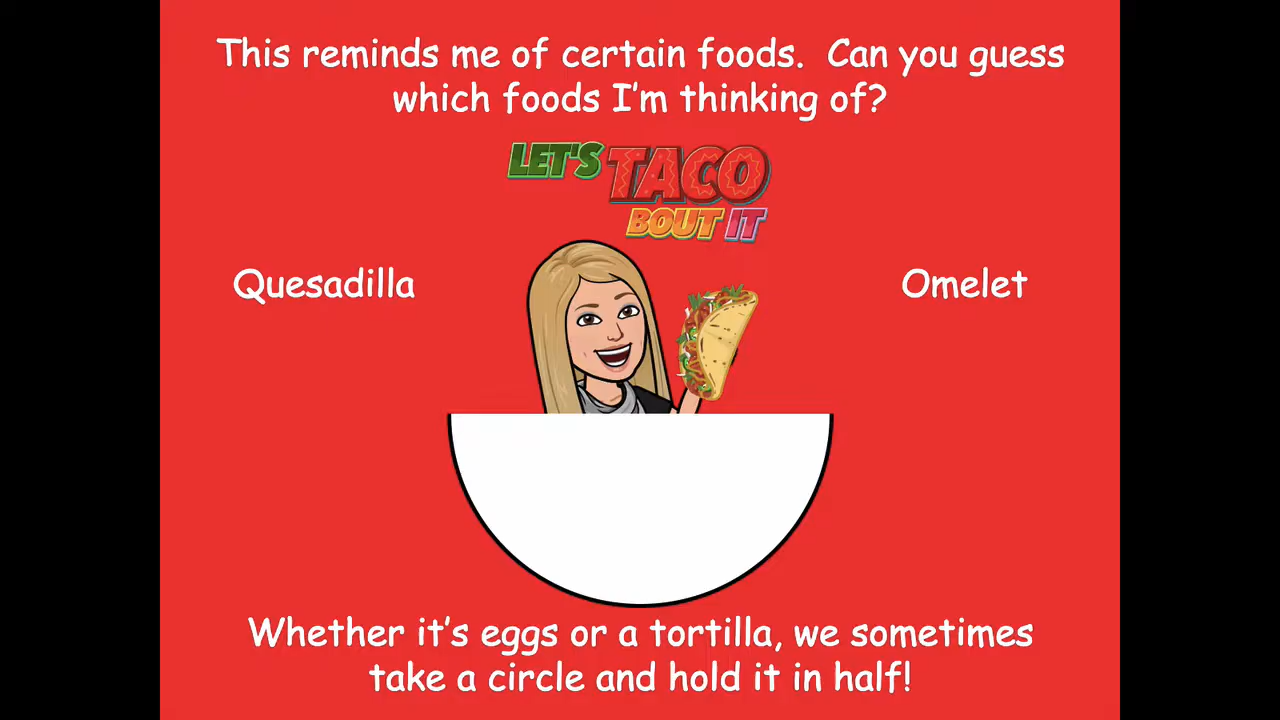 This reminds me of certain foods.  Can you guess
which foods I'm thinking of?
LET'S TACO
BOUT IT
Quesadilla
Omelet
Whether it's eggs or a tortilla, we sometimes
take a circle and hold it in half!